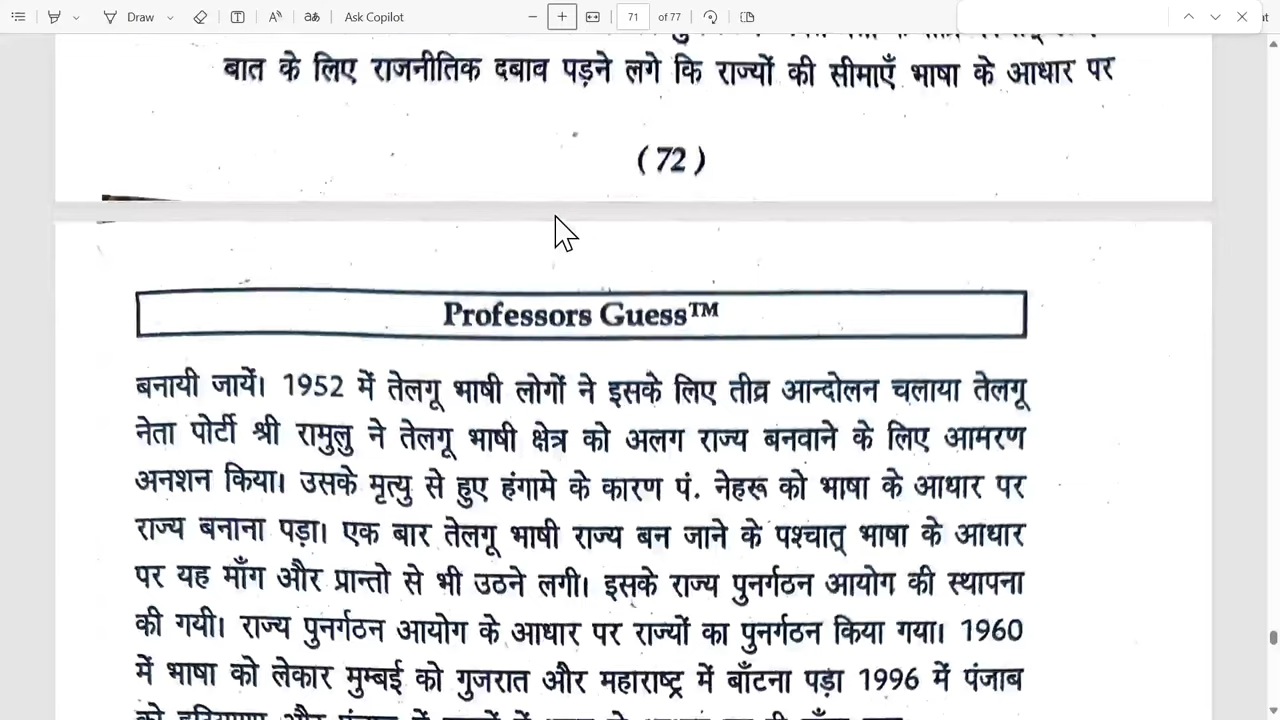 Draw
Ask Copilot
71 of 77
बात के लिए राजनीतिक दबाव पड़ने लगे कि राज्यों की सीमाएँ भाषा के आधार पर
(72)
Professors Guess™
बनायी जायें। 1952 में तेलगू भाषी लोगों ने इसके लिए तीव्र आन्दोलन चलाया तेलगू
नेता पोर्टी श्री रामुलु ने तेलगू भाषी क्षेत्र को अलग राज्य बनवाने के लिए आमरण
अनशन किया। उसके मृत्यु से हुए हंगामे के कारण पं. नेहरू को भाषा के आधार पर
राज्य बनाना पड़ा। एक बार तेलगू भाषी राज्य बन जाने के पश्चात् भाषा के आधार
पर यह माँग और प्रान्तो से भी उठने लगी। इसके राज्य पुनर्गठन आयोग की स्थापना
की गयी। राज्य पुनर्गठन आयोग के आधार पर राज्यों का पुनर्गठन किया गया। 1960
में भाषा को लेकार मुम्बई को गुजरात और महाराष्ट्र में बाँटना पड़ा 1996 में पंजाब